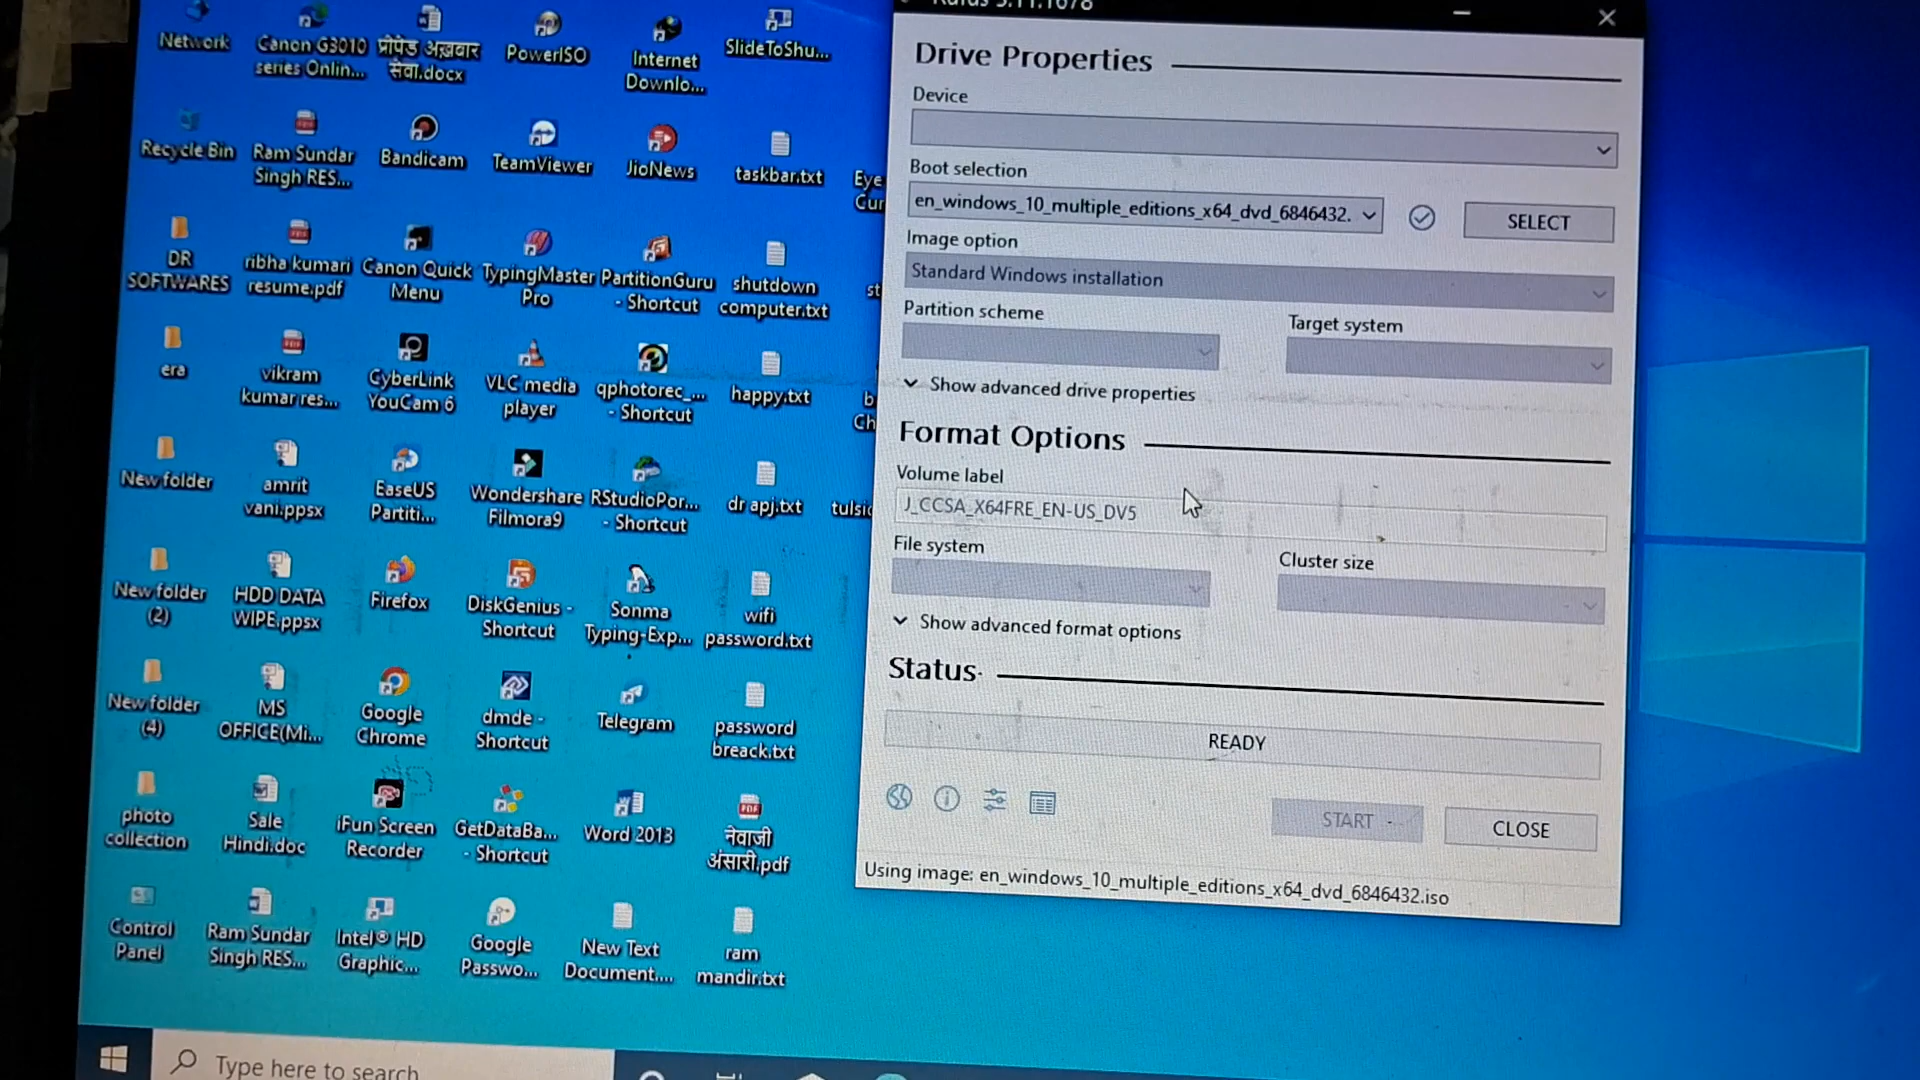 Network
Canon G3010
series Onlin...
प्रोपेड अख़बार
सेवा.docx
PowerISO
Internet
Downlo...
SlideToShu...
Recycle Bin
Ram Sundar
Singh RES...
Bandicam
TeamViewer
JioNews
taskbar.txt
Eye
Gur
DR
SOFTWARES
ribha kumari
resume.pdf
Canon Quick
Menu
TypingMaster
Pro
PartitionGuru
- Shortcut
shutdown
computer.txt
st
era
vikram
kumar res...
CyberLink
YouCam 6
VLC media
player
qphotorec_...
- Shortcut
happy.txt
b
Ch
New folder
amrit
vani.ppsx
EaseUS
Partiti...
Wondershare
Filmora9
RStudioPor...
- Shortcut
dr apj.txt
tulsic
New folder
(2)
HDD DATA
WIPE.ppsx
Firefox
DiskGenius -
Shortcut
Sonma
Typing-Exp...
wifi
password.txt
New folder
(4)
MS
OFFICE(Mi...
Google
Chrome
dmde -
Shortcut
Telegram
password
breack.txt
photo
collection
Sale
Hindi.doc
iFun Screen
Recorder
GetDataBa...
- Shortcut
Word 2013
नेवाजी
अंसारी.pdf
Control
Panel
Ram Sundar
Singh RES...
Intel® HD
Graphic...
Google
Passwo...
New Text
Document....
ram
mandir.txt
Type here to search
Rufus 3.11.1678
Drive Properties
Device
Boot selection
en_windows_10_multiple_editions_x64_dvd_6846432.
SELECT
Image option
Standard Windows installation
Partition scheme
Target system
Show advanced drive properties
Format Options
Volume label
J_CCSA_X64FRE_EN-US_DV5
File system
Cluster size
Show advanced format options
Status
READY
START
CLOSE
Using image: en_windows_10_multiple_editions_x64_dvd_6846432.iso